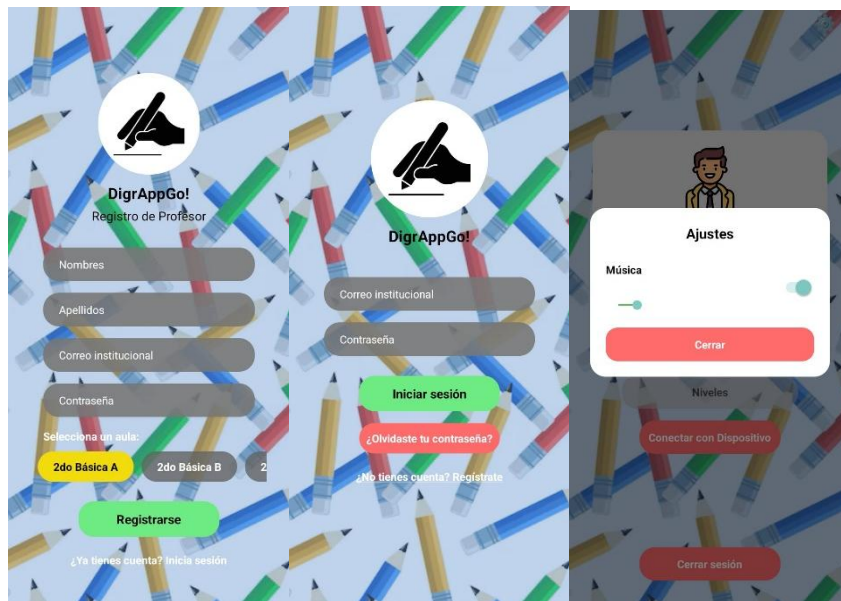 DigrAppGo!
Registro de Profesor
Nombres
Apellidos
Correo institucional
Contraseña
Selecciona un aula:
2do Básica A
2do Básica B
2
Registrarse
¿Ya tienes cuenta? Inicia sesión
DigrAppGo!
Correo institucional
Contraseña
Iniciar sesión
¿Olvidaste tu contraseña?
¿No tienes cuenta? Regístrate
Ajustes
Música
Cerrar
Niveles
Conectar con Dispositivo
Cerrar sesión